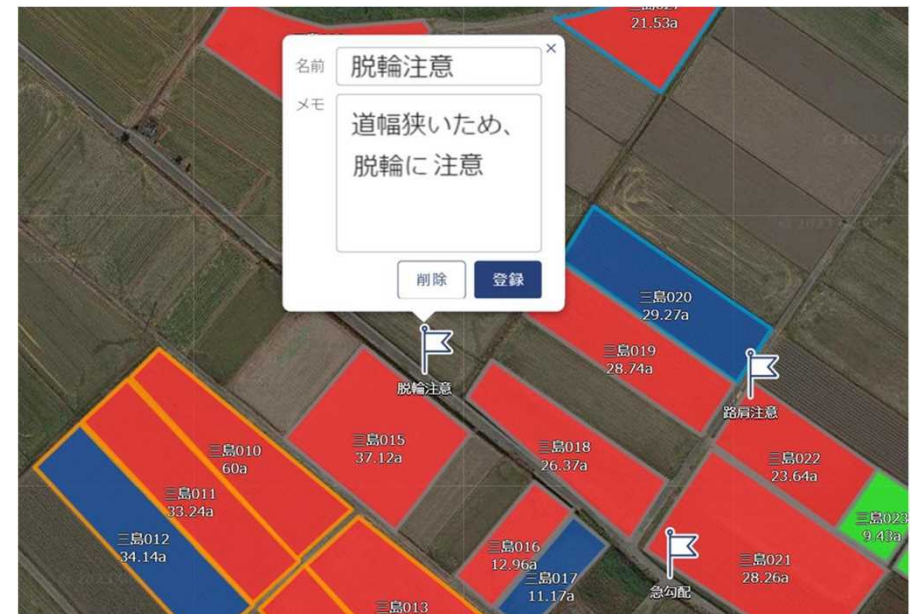 21.53a
×
名前
脱輪注意
メモ
道幅狭いため、
脱輪に注意
削除
登録
三島020
29.27a
三島019
28.74a
脱輪注意
路肩注意
三島015
37.12a
三島018
26.37a
三島010
60a
三島022
23.64a
三島011
33.24a
三島023
9.43a
三島012
34.14a
三島016
12.96a
三島017
11.17a
三島021
28.26a
急勾配
三島013